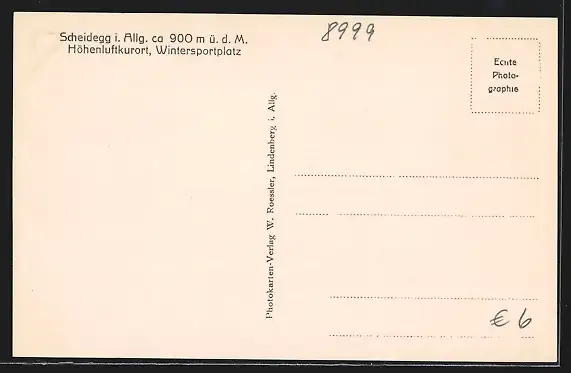 Scheidegg i. Allg. ca 900 m ü. d. M.
Höhenluftkurort, Wintersportplatz
8999
Echte
Photo-
graphie
Photokarten-Verlag W. Roessler, Lindenberg i. Allg.
€ 6